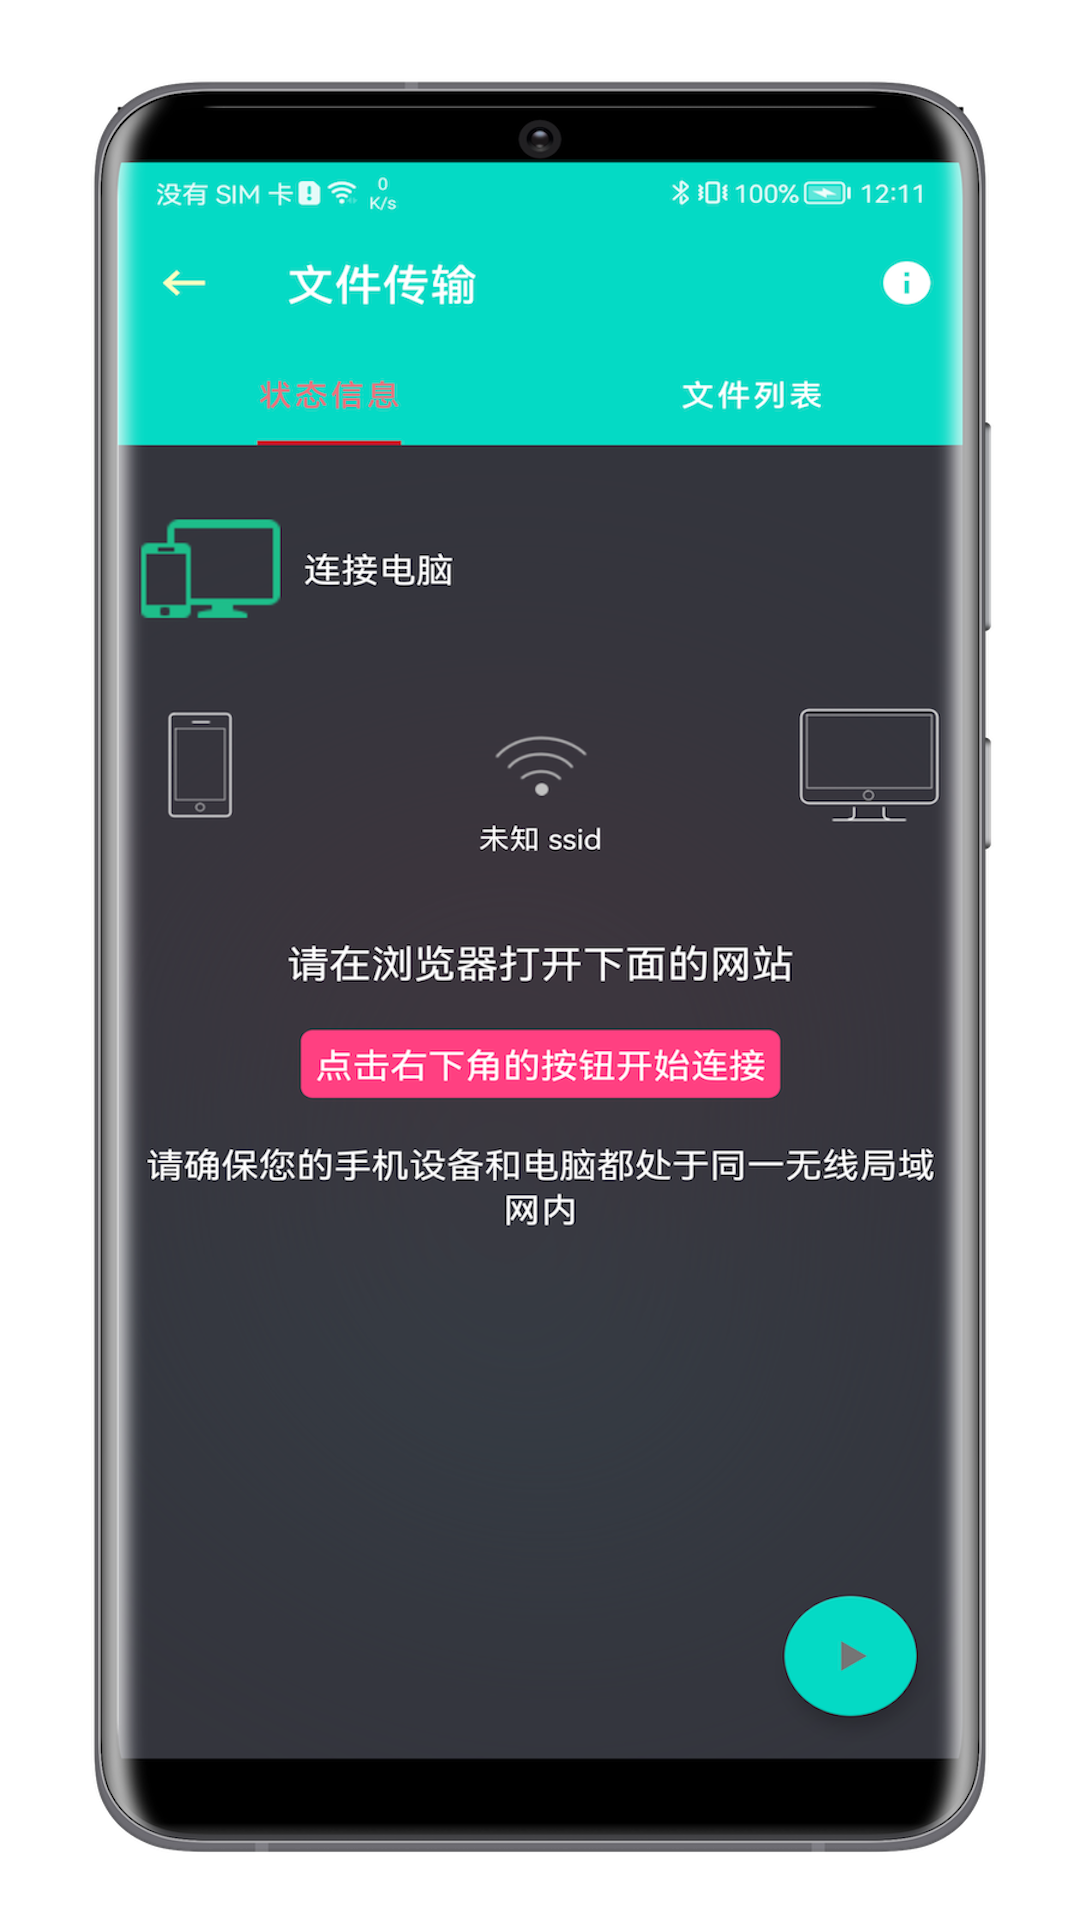 没有 SIM 卡 0 K/s 100% 12:11
文件传输
状态信息 文件列表
连接电脑
未知 ssid
请在浏览器打开下面的网站
点击右下角的按钮开始连接
请确保您的手机设备和电脑都处于同一无线局域
网内